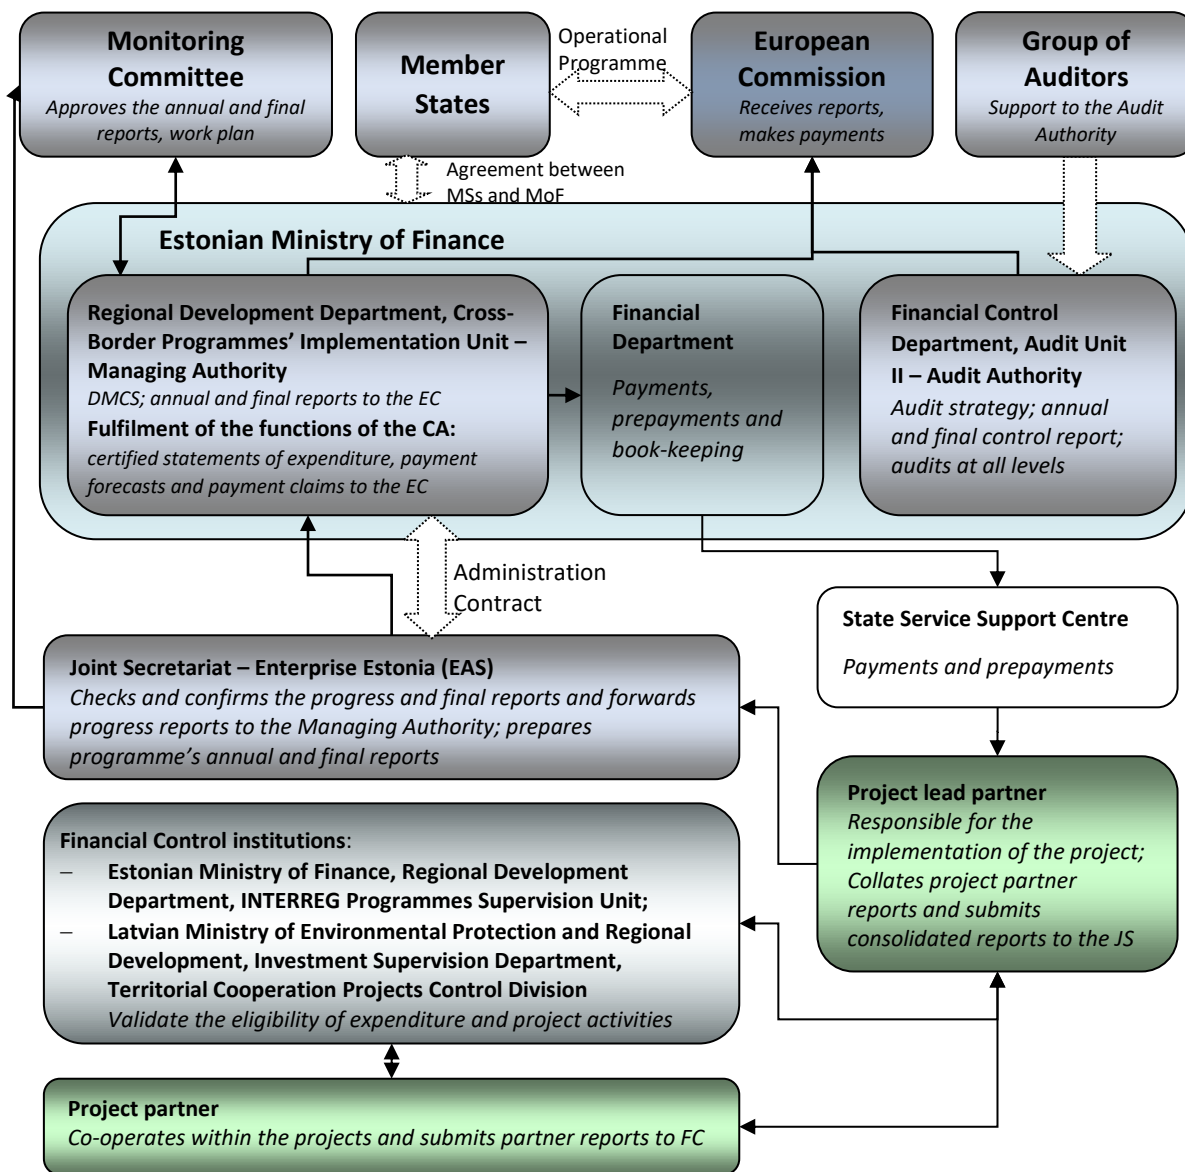 Monitoring
Committee
Approves the annual and final
reports, work plan
Member
States
Operational
Programme
European
Commission
Receives reports,
makes payments
Group of
Auditors
Support to the Audit
Authority
Agreement between
MSs and MoF
Estonian Ministry of Finance
Regional Development Department, Cross-
Border Programmes’ Implementation Unit –
Managing Authority
DMCS; annual and final reports to the EC
Fulfilment of the functions of the CA:
certified statements of expenditure, payment
forecasts and payment claims to the EC
Financial
Department
Payments,
prepayments and
book-keeping
Financial Control
Department, Audit Unit
II – Audit Authority
Audit strategy; annual
and final control report;
audits at all levels
Administration
Contract
State Service Support Centre
Payments and prepayments
Joint Secretariat – Enterprise Estonia (EAS)
Checks and confirms the progress and final reports and forwards
progress reports to the Managing Authority; prepares
programme’s annual and final reports
Project lead partner
Responsible for the
implementation of the project;
Collates project partner
reports and submits
consolidated reports to the JS
Financial Control institutions:
– Estonian Ministry of Finance, Regional Development
Department, INTERREG Programmes Supervision Unit;
– Latvian Ministry of Environmental Protection and Regional
Development, Investment Supervision Department,
Territorial Cooperation Projects Control Division
Validate the eligibility of expenditure and project activities
Project partner
Co-operates within the projects and submits partner reports to FC